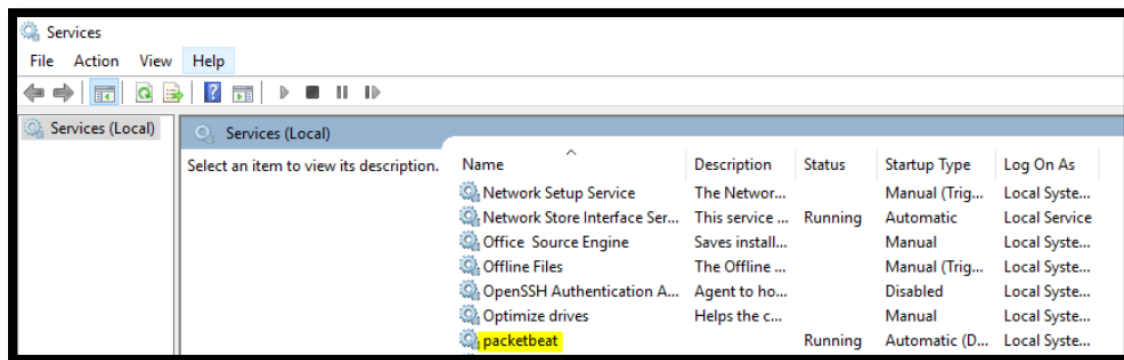 Services
File Action View Help
Services (Local)
Services (Local)
Select an item to view its description.
Name Description Status Startup Type Log On As
Network Setup Service The Networ... Manual (Trig... Local Syste...
Network Store Interface Ser... This service ... Running Automatic Local Service
Office Source Engine Saves install... Manual Local Syste...
Offline Files The Offline ... Manual (Trig... Local Syste...
OpenSSH Authentication A... Agent to ho... Disabled Local Syste...
Optimize drives Helps the c... Manual Local Syste...
packetbeat Running Automatic (D... Local Syste...